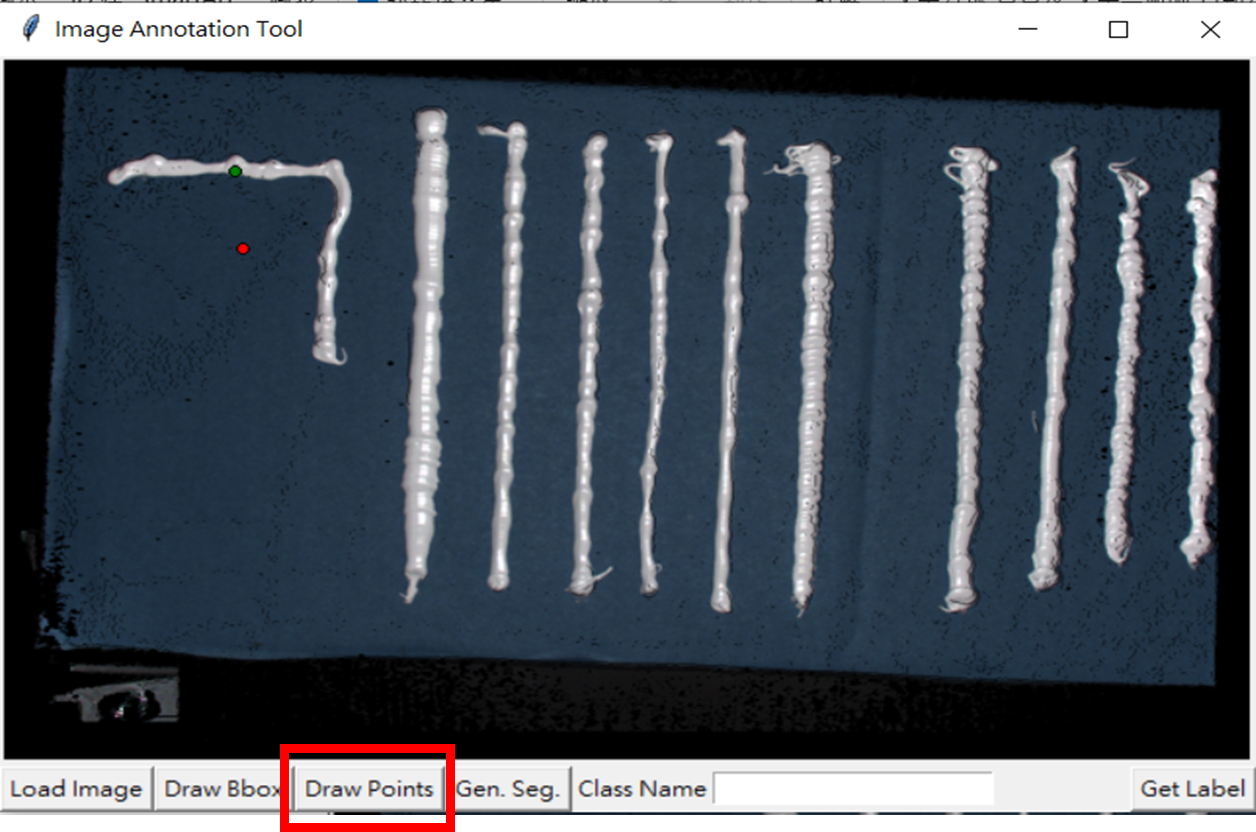 Image Annotation Tool
Load Image
Draw Bbox
Draw Points
Gen. Seg.
Class Name
Get Label